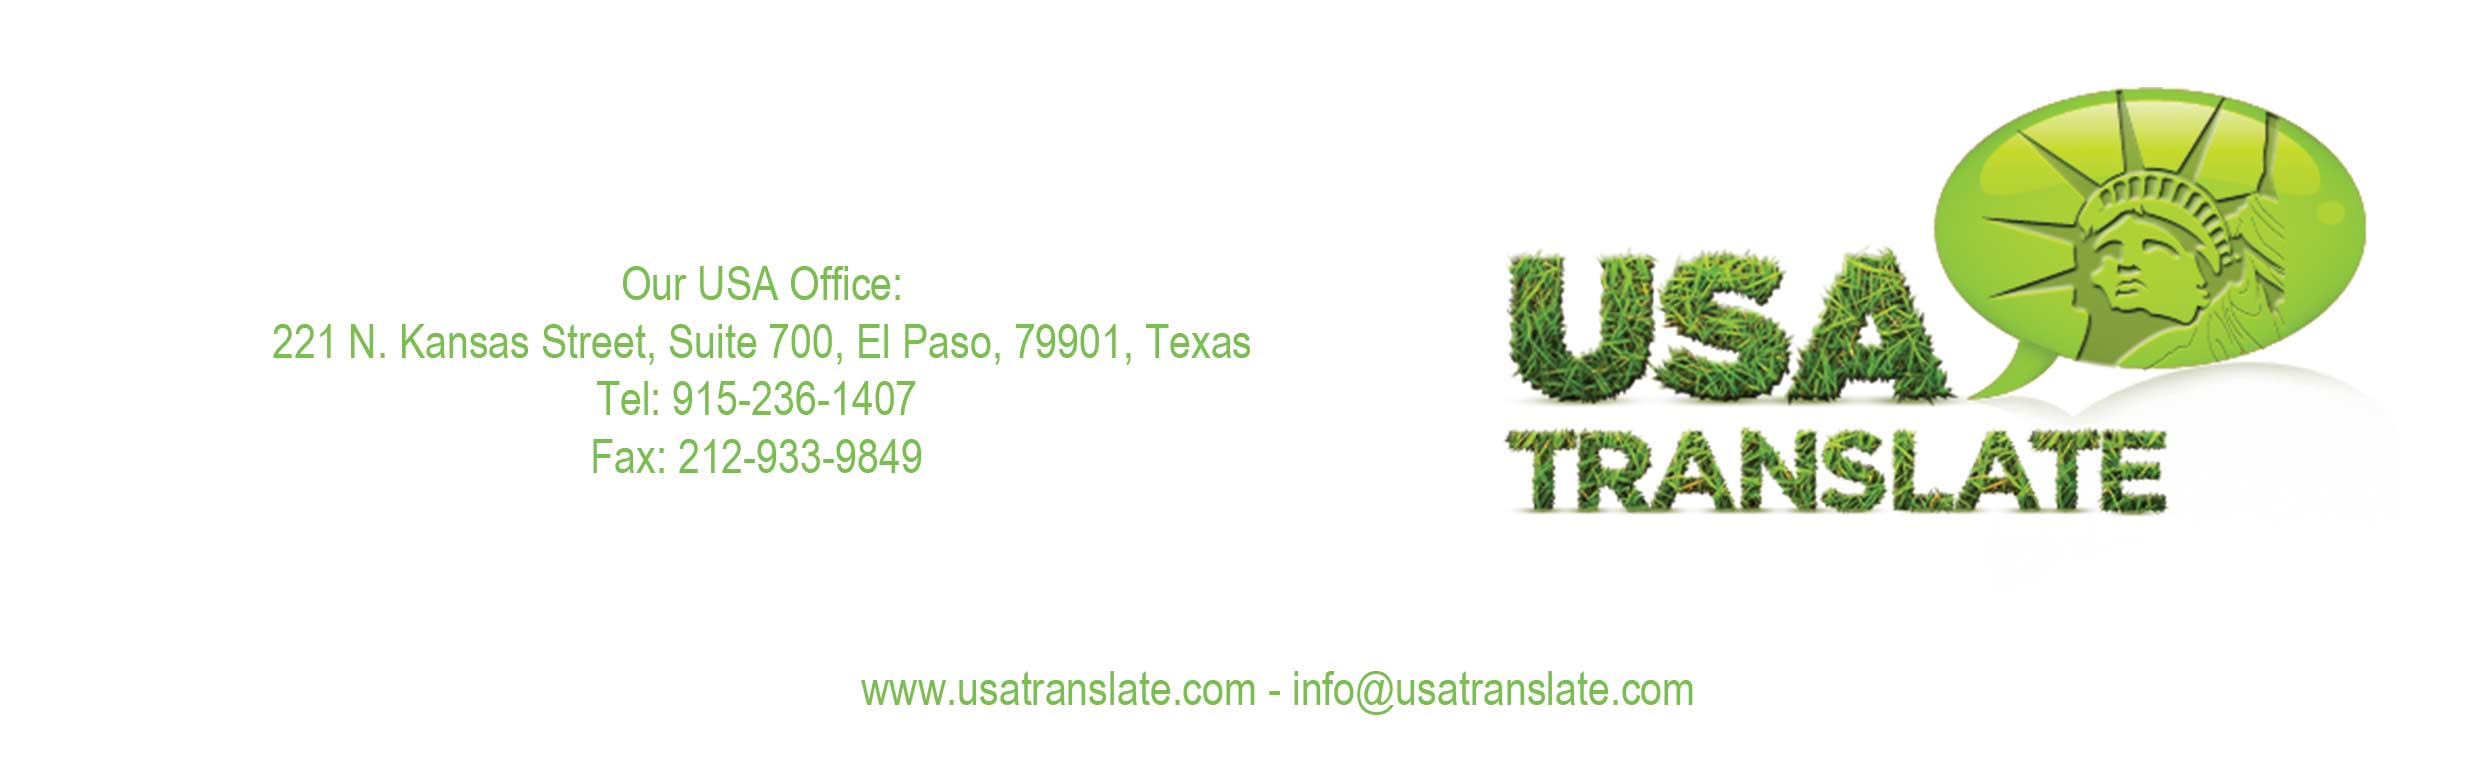 Our USA Office:
221 N. Kansas Street, Suite 700, El Paso, 79901, Texas
Tel: 915-236-1407
Fax: 212-933-9849
USA
TRANSLATE
www.usatranslate.com - info@usatranslate.com